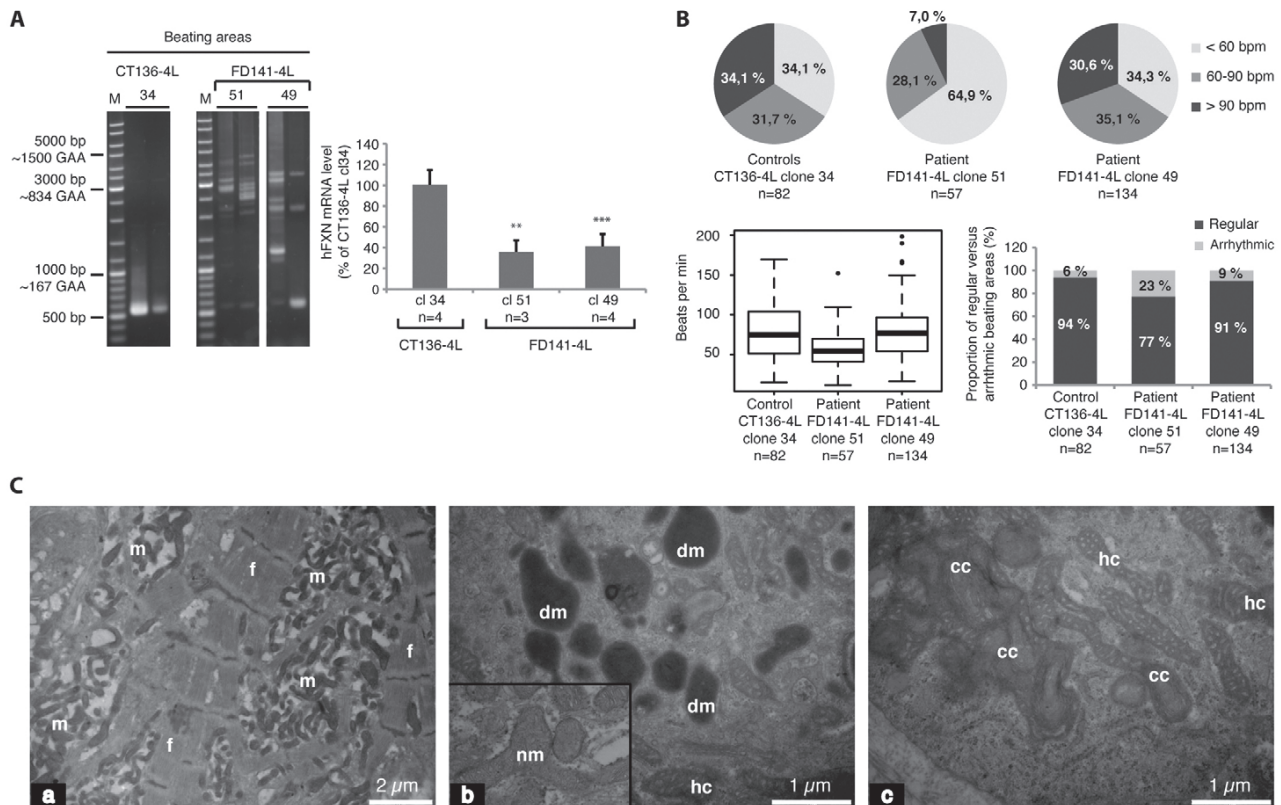 A
Beating areas
CT136-4L
FD141-4L
M
34
M
51
49
5000 bp
~1500 GAA
3000 bp
~834 GAA
1000 bp
~167 GAA
500 bp
hFXN mRNA level
(% of CT136-4L cl34)
140
120
100
80
60
40
20
0
**
***
cl 34
n=4
cl 51
n=3
cl 49
n=4
CT136-4L
FD141-4L
B
34,1 %
34,1 %
31,7 %
Controls
CT136-4L clone 34
n=82
7,0 %
28,1 %
64,9 %
Patient
FD141-4L clone 51
n=57
30,6 %
34,3 %
35,1 %
Patient
FD141-4L clone 49
n=134
< 60 bpm
60-90 bpm
> 90 bpm
Beats per min
200
150
100
50
Control
CT136-4L
clone 34
n=82
Patient
FD141-4L
clone 51
n=57
Patient
FD141-4L
clone 49
n=134
Regular
Arrhythmic
Proportion of regular versus
arrhthmic beating areas (%)
120
100
80
60
40
20
0
6 %
94 %
23 %
77 %
9 %
91 %
Control
CT136-4L
clone 34
n=82
Patient
FD141-4L
clone 51
n=57
Patient
FD141-4L
clone 49
n=134
C
m
f
m
f
m
m
f
a
2 µm
dm
dm
dm
nm
hc
b
1 µm
cc
hc
hc
cc
cc
c
1 µm